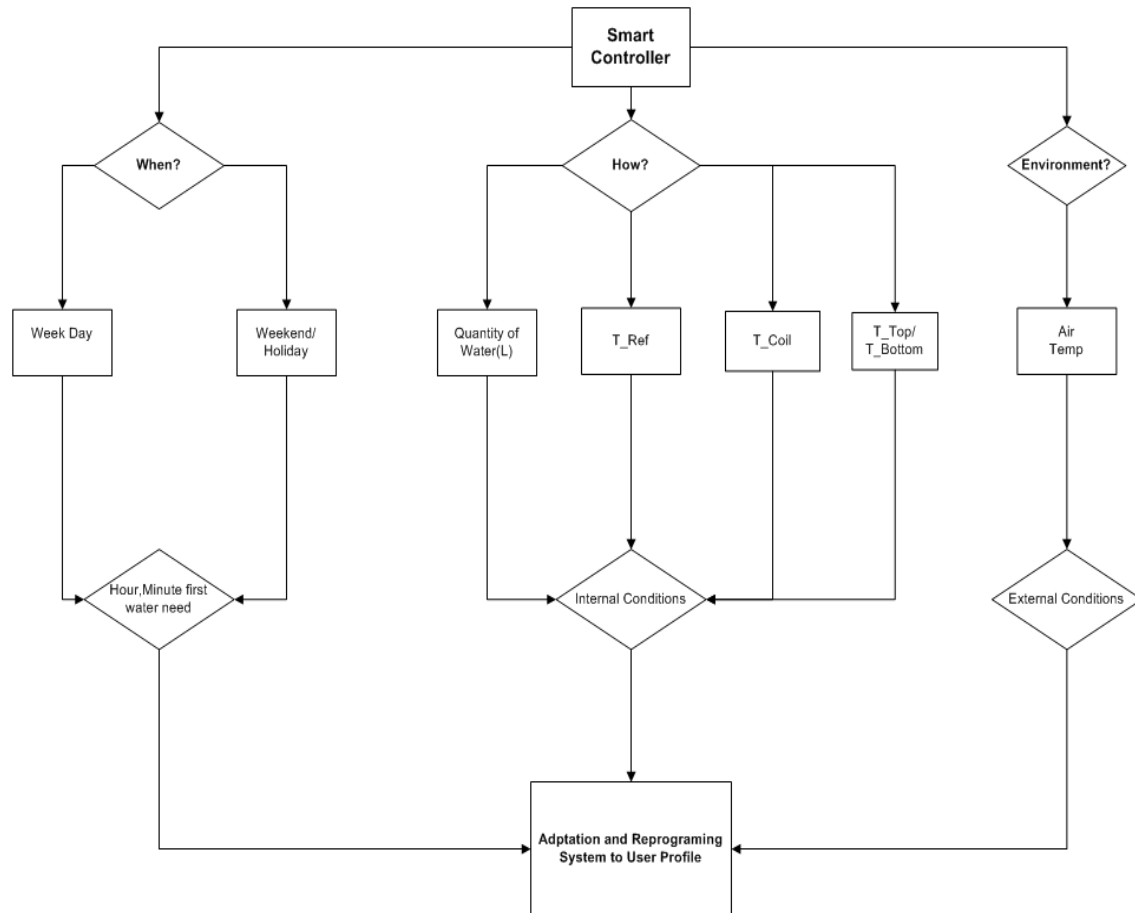 Smart
Controller
When?
How?
Environment?
Week Day
Weekend/
Holiday
Quantity of
Water(L)
T_Ref
T_Coil
T_Top/
T_Bottom
Air
Temp
Hour,Minute first
water need
Internal Conditions
External Conditions
Adptation and Reprograming
System to User Profile